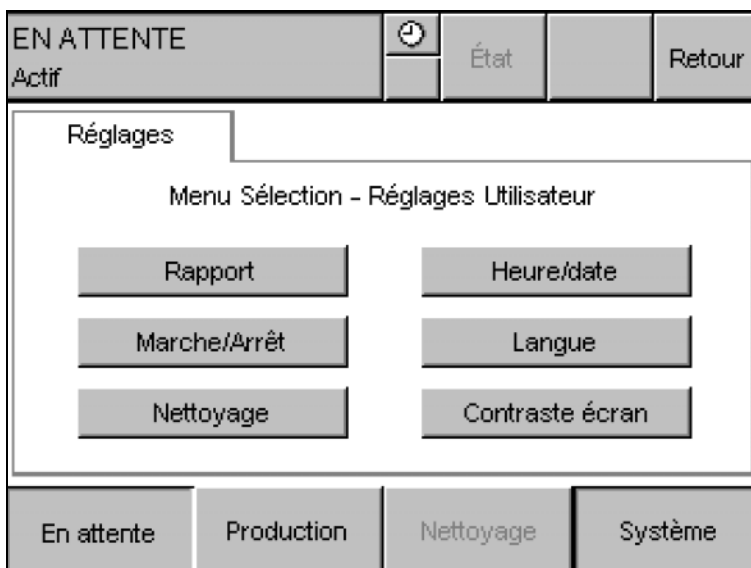 EN ATTENTE
Actif
État
Retour
Réglages
Menu Sélection - Réglages Utilisateur
Rapport
Heure/date
Marche/Arrêt
Langue
Nettoyage
Contraste écran
En attente
Production
Nettoyage
Système